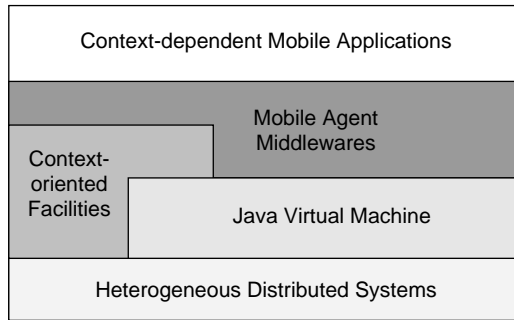 Context-dependent Mobile Applications
Mobile Agent
Middlewares
Context-
oriented
Facilities
Java Virtual Machine
Heterogeneous Distributed Systems